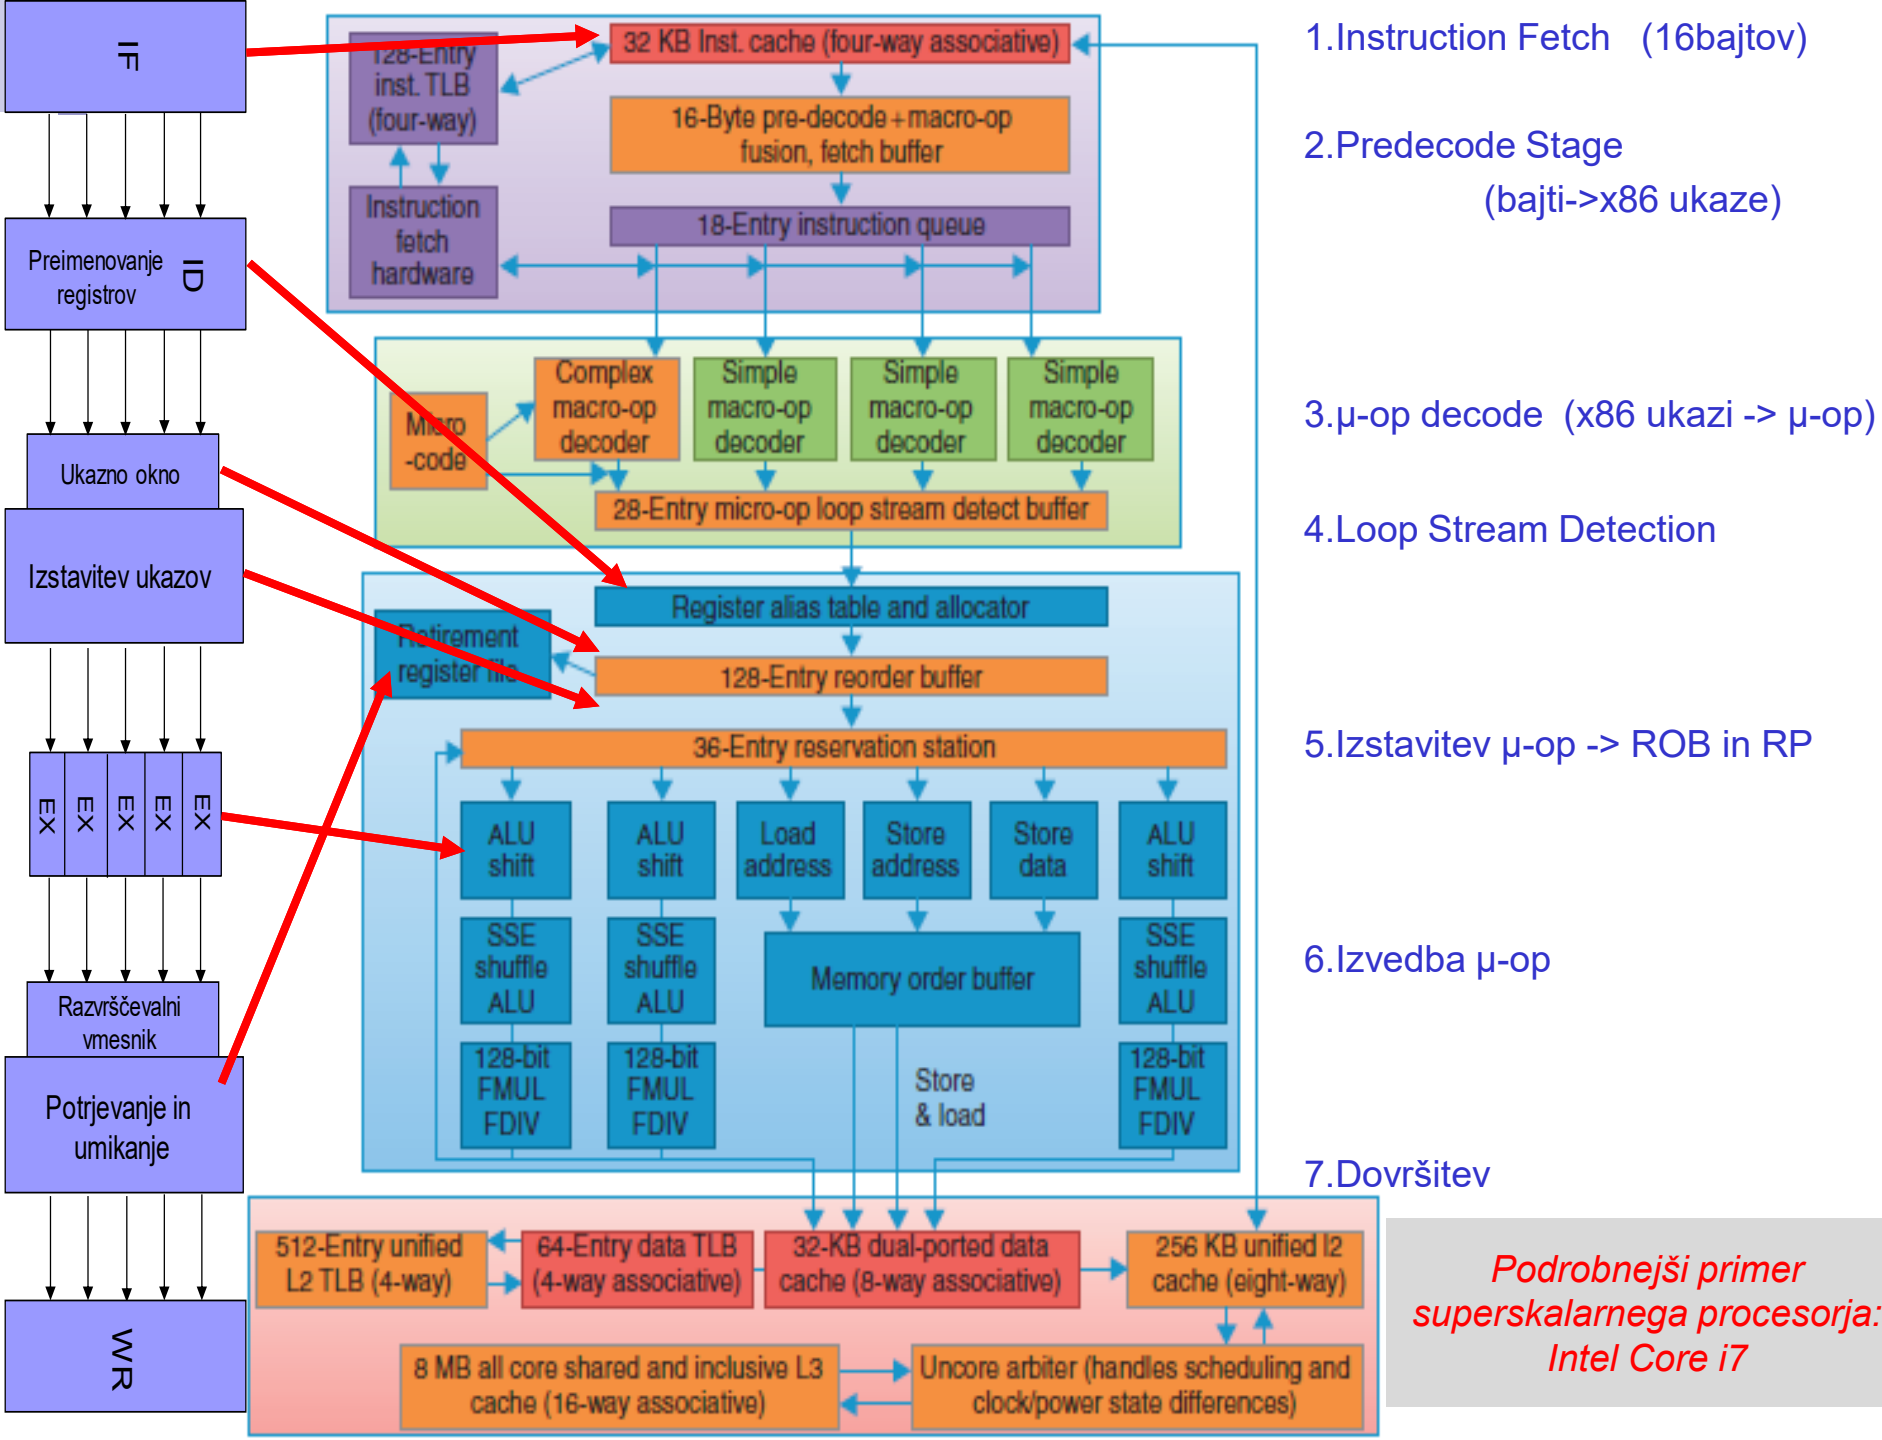 IF
Preimenovanje
registrov
ID
Ukazno okno
Izstavitev ukazov
EX
EX
EX
EX
EX
Razvrščevalni
vmesnik
Potrjevanje in
umikanje
WR
128-Entry
inst. TLB
(four-way)
32 KB Inst. cache (four-way associative)
16-Byte pre-decode+macro-op
fusion, fetch buffer
Instruction
fetch
hardware
18-Entry instruction queue
Micro
-code
Complex
macro-op
decoder
Simple
macro-op
decoder
Simple
macro-op
decoder
Simple
macro-op
decoder
28-Entry micro-op loop stream detect buffer
Register alias table and allocator
Retirement
register file
128-Entry reorder buffer
36-Entry reservation station
ALU
shift
ALU
shift
Load
address
Store
address
Store
data
ALU
shift
SSE
shuffle
ALU
SSE
shuffle
ALU
Memory order buffer
SSE
shuffle
ALU
128-bit
FMUL
FDIV
128-bit
FMUL
FDIV
Store
& load
128-bit
FMUL
FDIV
512-Entry unified
L2 TLB (4-way)
64-Entry data TLB
(4-way associative)
32-KB dual-ported data
cache (8-way associative)
256 KB unified l2
cache (eight-way)
8 MB all core shared and inclusive L3
cache (16-way associative)
Uncore arbiter (handles scheduling and
clock/power state differences)
1.Instruction Fetch (16bajtov)
2.Predecode Stage
(bajti->x86 ukaze)
3.µ-op decode (x86 ukazi -> µ-op)
4.Loop Stream Detection
5.Izstavitev µ-op -> ROB in RP
6.Izvedba µ-op
7.Dovršitev
Podrobnejši primer
superskalarnega procesorja:
Intel Core i7